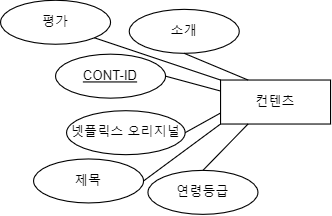 평가
소개
CONT-ID
컨텐츠
넷플릭스 오리지널
제목
연령등급